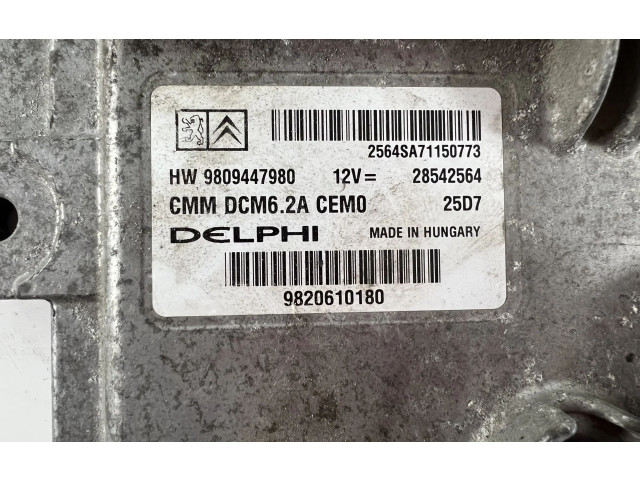 2564SA71150773
HW 9809447980 12V= 28542564
CMM DCM6.2A CEM0 25D7
DELPHI MADE IN HUNGARY
9820610180